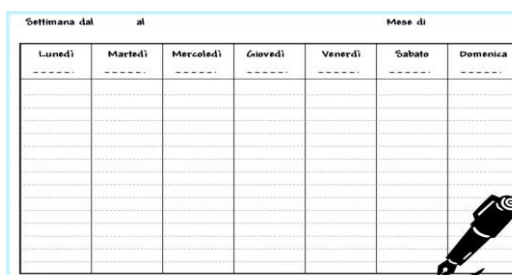 Settimana dal al Mese di
Lunedì Martedì Mercoledì Giovedì Venerdì Sabato Domenica